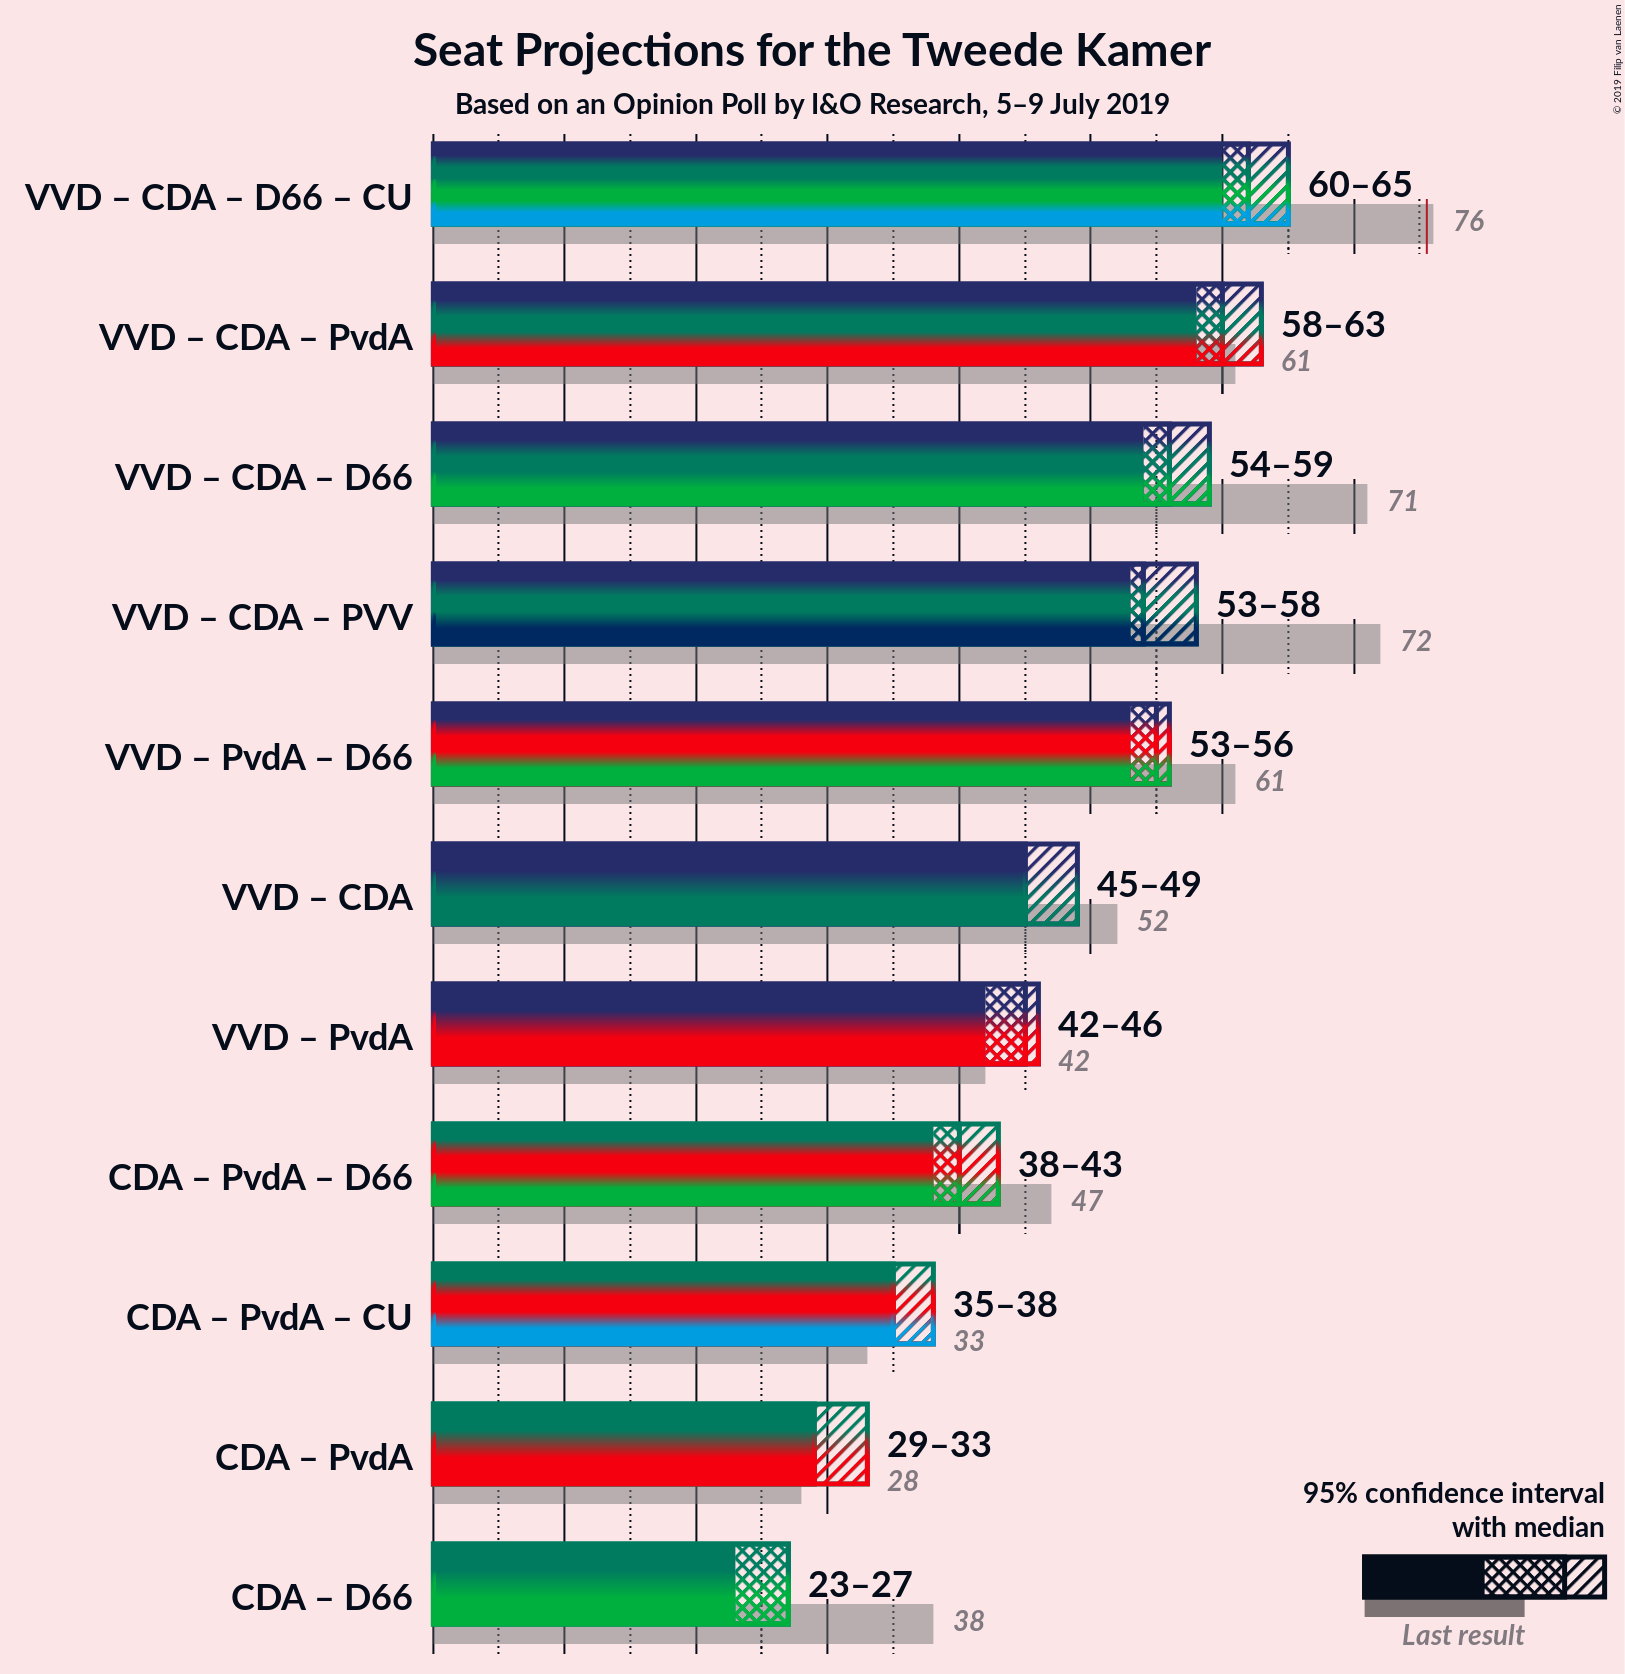 Seat Projections for the Tweede Kamer
Based on an Opinion Poll by I&O Research, 5–9 July 2019
© 2019 Filip van Laenen
VVD – CDA – D66 – CU
60–65
76
VVD – CDA – PvdA
58–63
61
VVD – CDA – D66
54–59
71
VVD – CDA – PVV
53–58
72
VVD – PvdA – D66
53–56
61
VVD – CDA
45–49
52
VVD – PvdA
42–46
42
CDA – PvdA – D66
38–43
47
CDA – PvdA – CU
35–38
33
CDA – PvdA
29–33
28
CDA – D66
23–27
38
95% confidence interval
with median
Last result